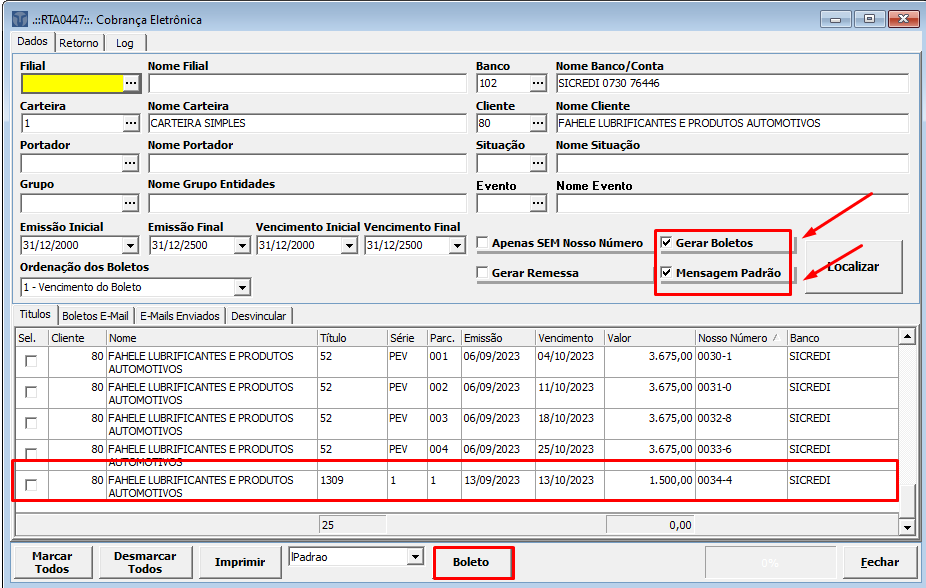 .::RTA0447::. Cobrança Eletrônica
Dados Retorno Log
Filial Nome Filial Banco Nome Banco/Conta
... 102 ... SICREDI 0730 76446
Carteira Nome Carteira Cliente Nome Cliente
1 ... CARTEIRA SIMPLES 80 ... FAHELE LUBRIFICANTES E PRODUTOS AUTOMOTIVOS
Portador Nome Portador Situação Nome Situação
... ...
Grupo Nome Grupo Entidades Evento Nome Evento
... ...
Emissão Inicial Emissão Final Vencimento Inicial Vencimento Final
31/12/2000 31/12/2500 31/12/2000 31/12/2500 Apenas SEM Nosso Número Gerar Boletos
Ordenação dos Boletos Gerar Remessa Mensagem Padrão Localizar
1 - Vencimento do Boleto
Titulos Boletos E-Mail E-Mails Enviados Desvincular
Sel. Cliente Nome Título Série Parc. Emissão Vencimento Valor Nosso Número Banco
80 FAHELE LUBRIFICANTES E PRODUTOS 52 PEV 001 06/09/2023 04/10/2023 3.675,00 0030-1 SICREDI
AUTOMOTIVOS
80 FAHELE LUBRIFICANTES E PRODUTOS 52 PEV 002 06/09/2023 11/10/2023 3.675,00 0031-0 SICREDI
AUTOMOTIVOS
80 FAHELE LUBRIFICANTES E PRODUTOS 52 PEV 003 06/09/2023 18/10/2023 3.675,00 0032-8 SICREDI
AUTOMOTIVOS
80 FAHELE LUBRIFICANTES E PRODUTOS 52 PEV 004 06/09/2023 25/10/2023 3.675,00 0033-6 SICREDI
AUTOMOTIVOS
80 FAHELE LUBRIFICANTES E PRODUTOS 1309 1 1 13/09/2023 13/10/2023 1.500,00 0034-4 SICREDI
AUTOMOTIVOS
25 0,00
Marcar Todos Desmarcar Todos Imprimir lPadrao Boleto 0% Fechar